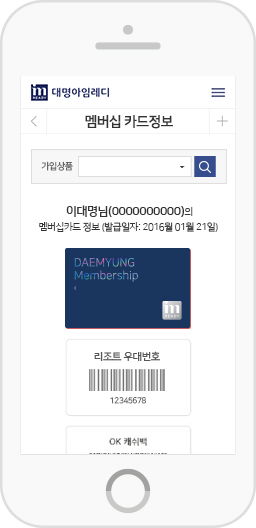 m
READY
대명아임레디
멤버십 카드정보
가입상품
이대명님(0000000000)의
멤버십카드 정보 (발급일자: 2016월 01월 21일)
DAEMYUNG
Membership
m
READY
리조트 우대번호
12345678
OK 캐쉬백